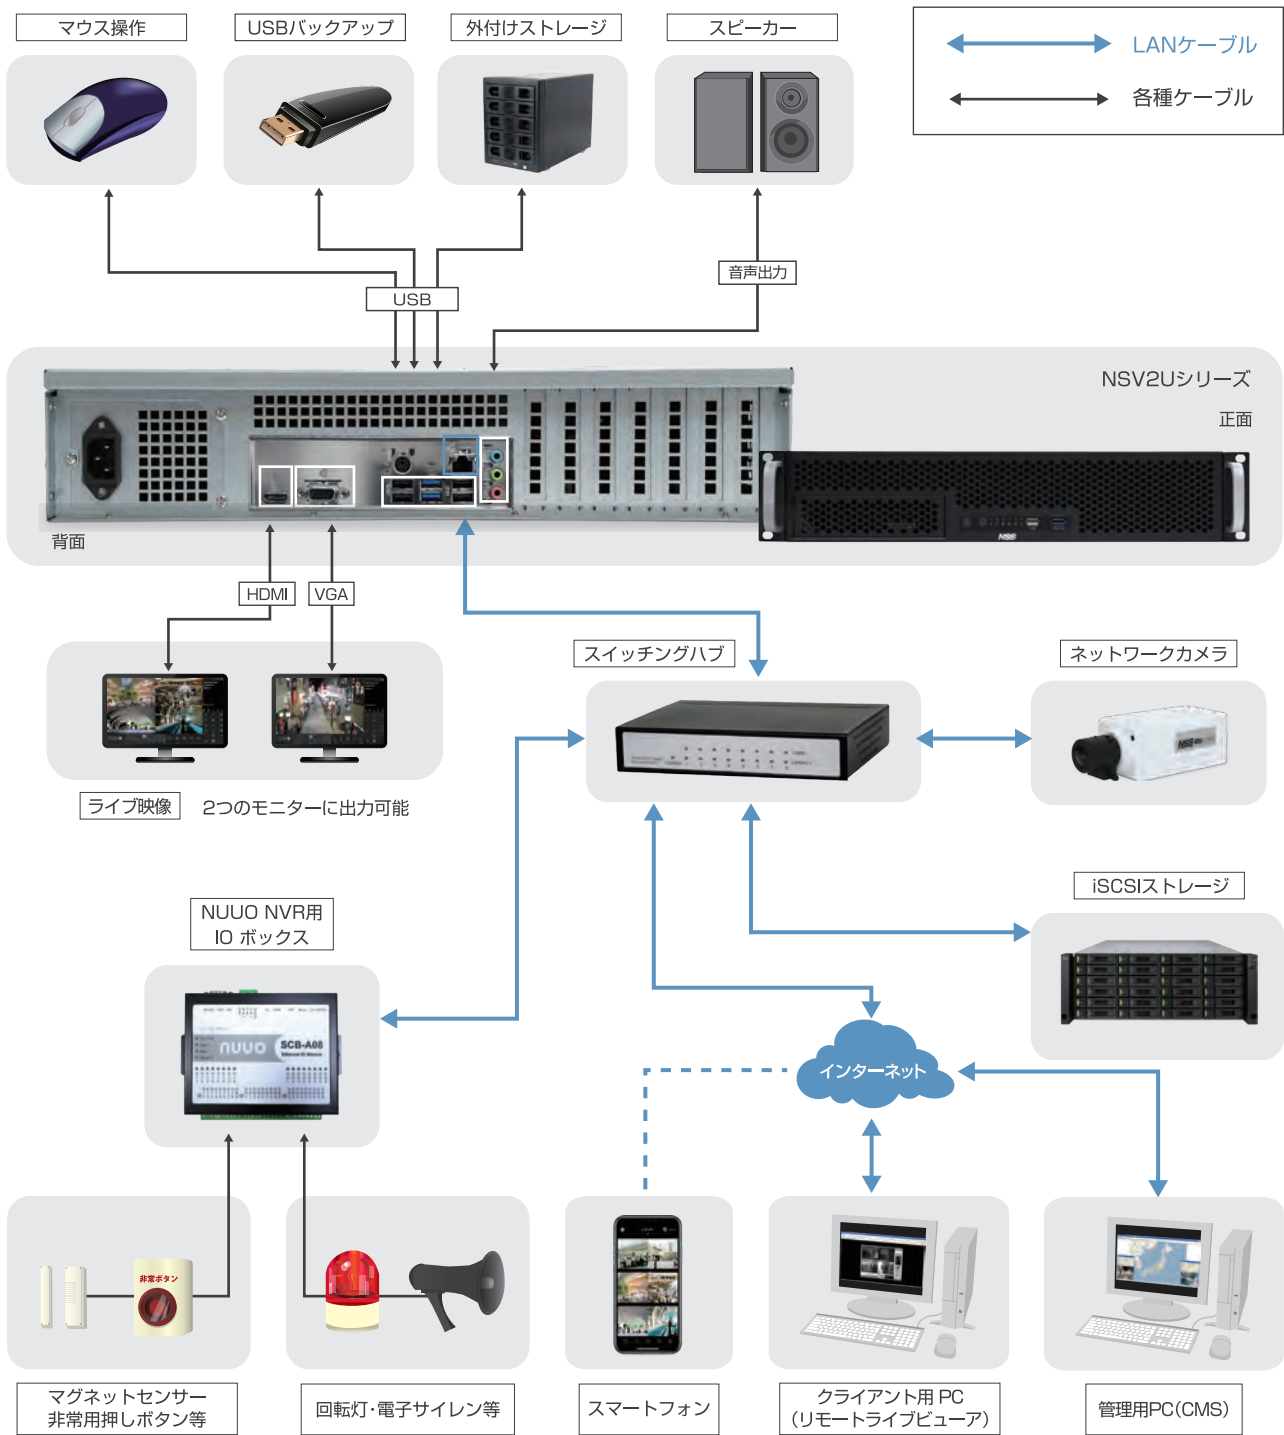 マウス操作
USBバックアップ
外付けストレージ
スピーカー
LANケーブル
各種ケーブル
USB
音声出力
NSV2Uシリーズ
正面
背面
NSS
HDMI
VGA
スイッチングハブ
ネットワークカメラ
NSS
ライブ映像
2つのモニターに出力可能
iSCSIストレージ
NUUO NVR用
IO ボックス
nuuo
SCB-A08
Ethernet IO Module
インターネット
非常ボタン
マグネットセンサー
非常用押しボタン等
回転灯・電子サイレン等
スマートフォン
クライアント用 PC
（リモートライブビューア）
管理用PC（CMS）